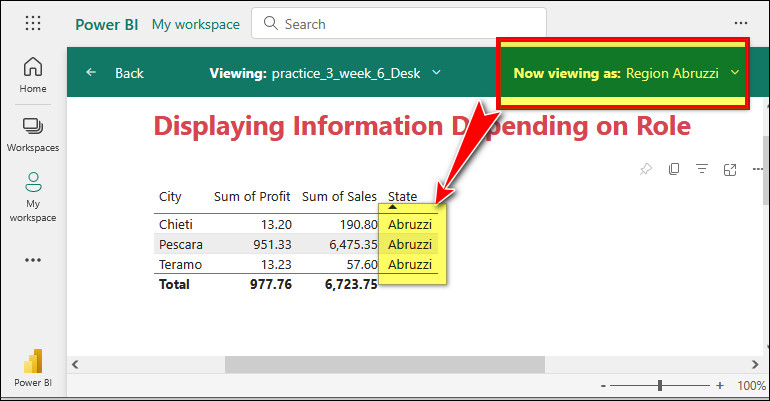 Power BI My workspace Search
Back Viewing: practice_3_week_6_Desk Now viewing as: Region Abruzzi
Home
Workspaces
My
workspace
Power BI
Displaying Information Depending on Role
City Sum of Profit Sum of Sales State
Chieti 13.20 190.80 Abruzzi
Pescara 951.33 6,475.35 Abruzzi
Teramo 13.23 57.60 Abruzzi
Total 977.76 6,723.75
- + 100%